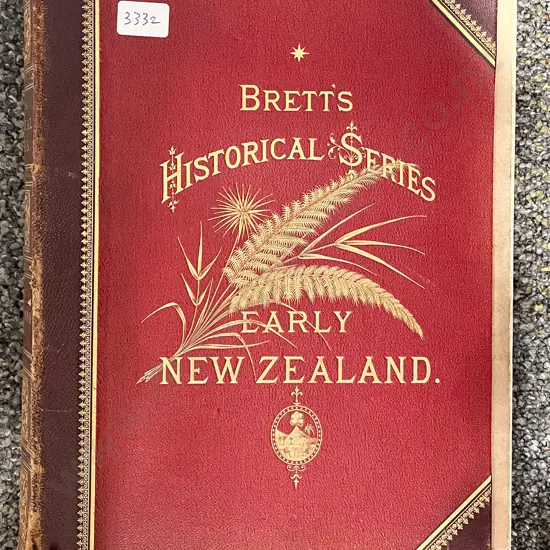 3332
BRETT'S
HISTORICAL SERIES
EARLY
NEW ZEALAND.